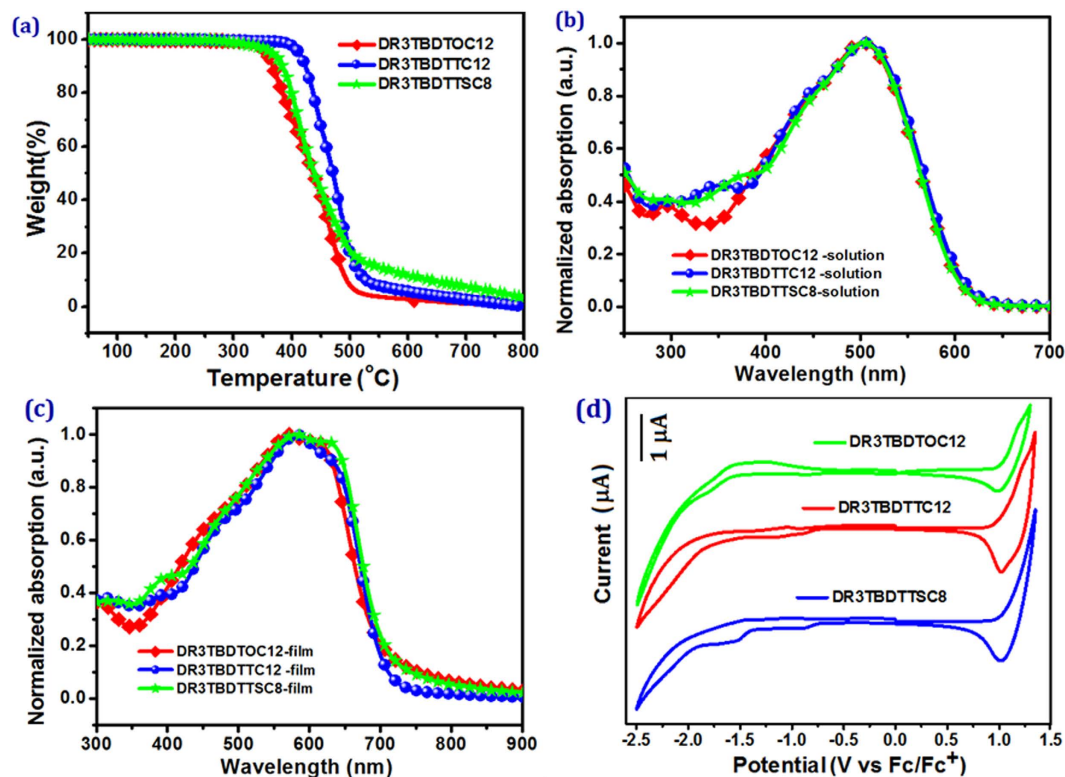 (a)
DR3TBDTOC12
DR3TBDTTC12
DR3TBDTTSC8
Weight(%)
100
80
60
40
20
0
100 200 300 400 500 600 700 800
Temperature (°C)
(b)
Normalized absorption (a.u.)
1.0
0.8
0.6
0.4
0.2
0.0
DR3TBDTOC12 -solution
DR3TBDTTC12 -solution
DR3TBDTTSC8-solution
300 400 500 600 700
Wavelength (nm)
(c)
Normalized absorption (a.u.)
1.0
0.8
0.6
0.4
0.2
0.0
DR3TBDTOC12-film
DR3TBDTTC12 -film
DR3TBDTTSC8-film
300 400 500 600 700 800 900
Wavelength (nm)
(d)
1 µA
DR3TBDTOC12
DR3TBDTTC12
DR3TBDTTSC8
Current (µA)
-2.5 -2.0 -1.5 -1.0 -0.5 0.0 0.5 1.0 1.5
Potential (V vs Fc/Fc⁺)